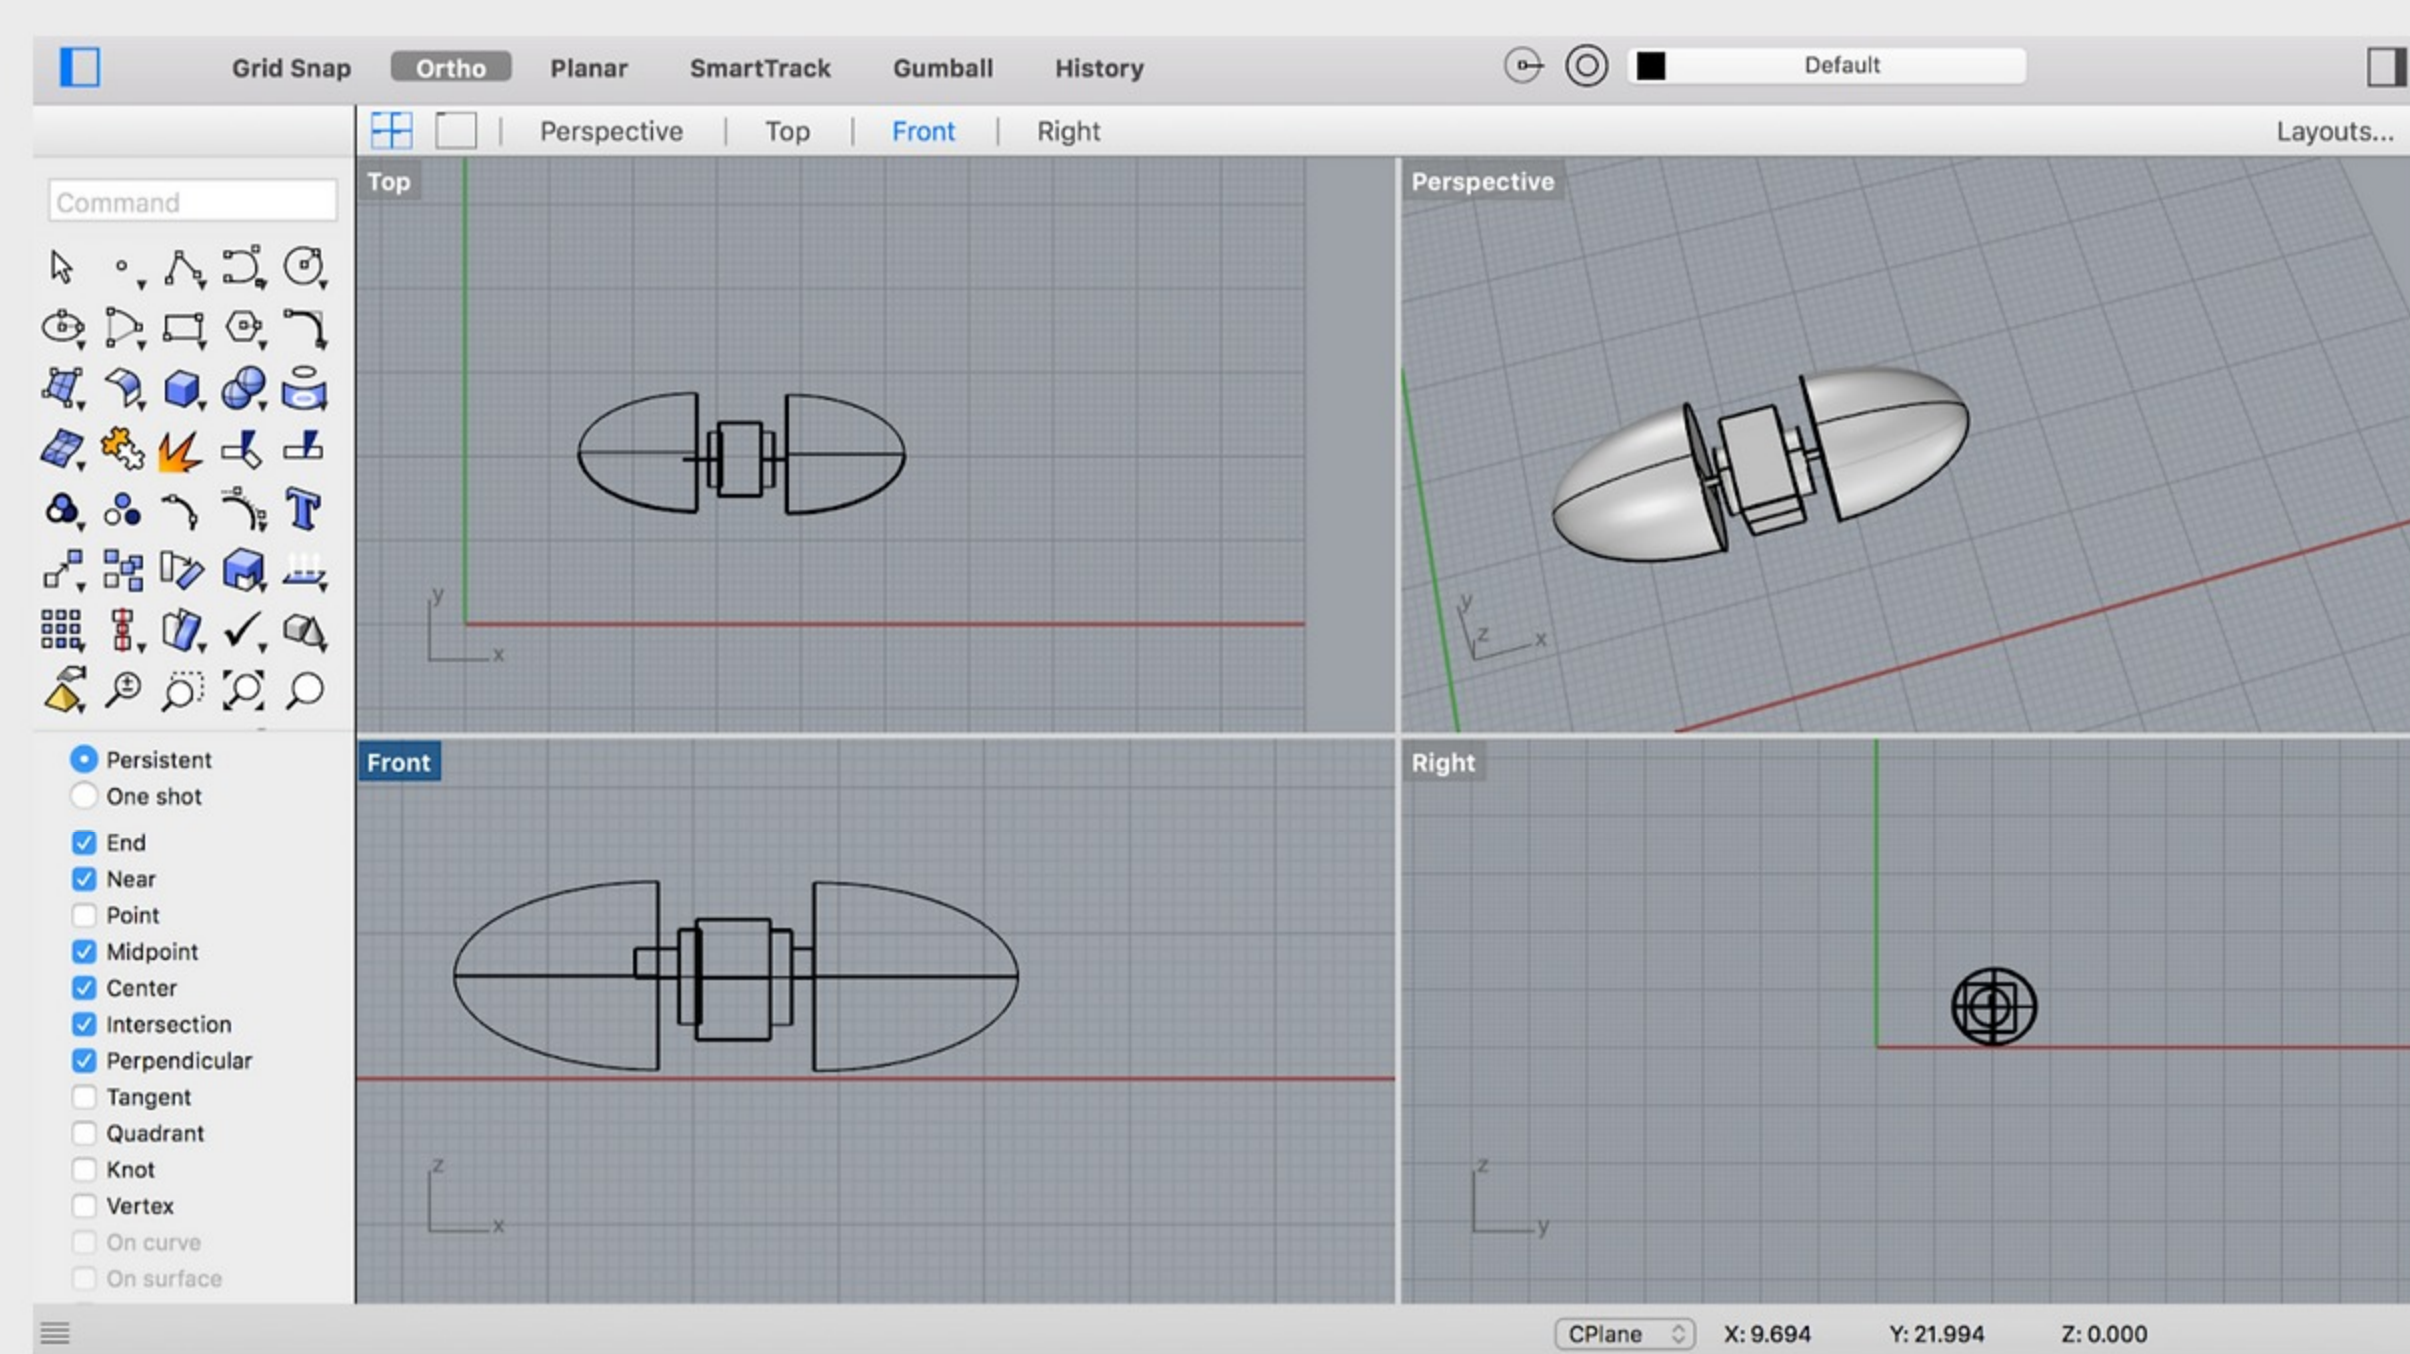 Grid Snap Ortho Planar SmartTrack Gumball History Default
Perspective | Top | Front | Right Layouts...
Command
Top
y
x
Perspective
y
z
x
Persistent
One shot
End
Near
Point
Midpoint
Center
Intersection
Perpendicular
Tangent
Quadrant
Knot
Vertex
On curve
On surface
Front
z
x
Right
z
y
CPlane X: 9.694 Y: 21.994 Z: 0.000